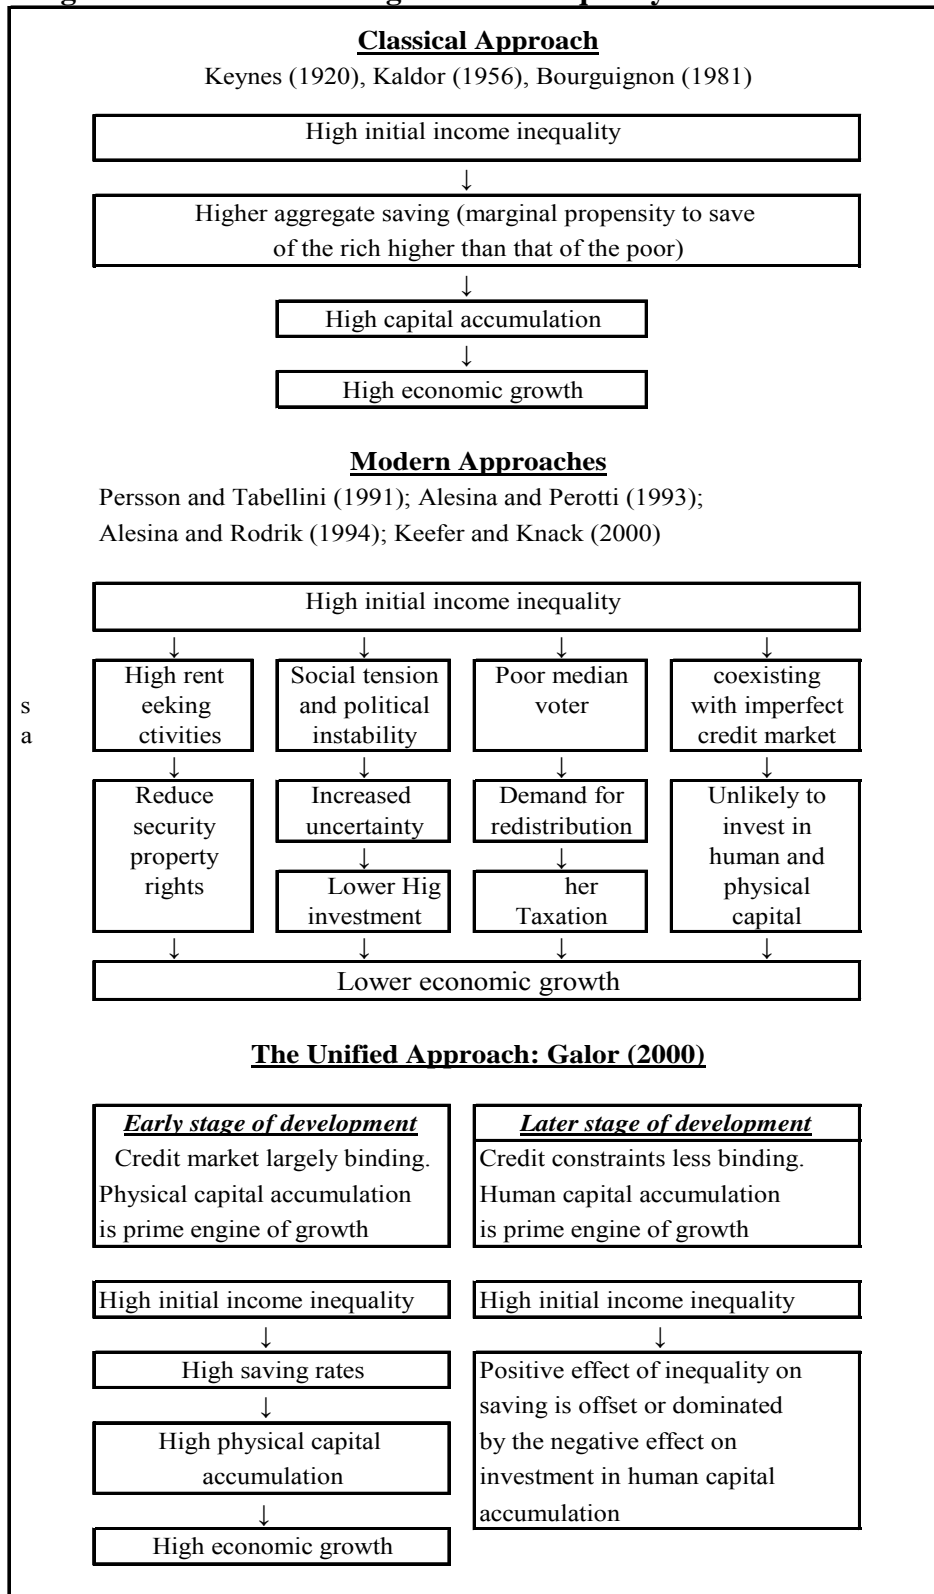 Classical Approach
Keynes (1920), Kaldor (1956), Bourguignon (1981)
High initial income inequality
↓
Higher aggregate saving (marginal propensity to save
of the rich higher than that of the poor)
↓
High capital accumulation
↓
High economic growth
Modern Approaches
Persson and Tabellini (1991); Alesina and Perotti (1993);
Alesina and Rodrik (1994); Keefer and Knack (2000)
High initial income inequality
↓ ↓ ↓ ↓
High rent
s eeking
a ctivities
Social tension
and political
instability
Poor median
voter
coexisting
with imperfect
credit market
↓ ↓ ↓ ↓
Reduce
security
property
rights
Increased
uncertainty
↓
Lower Hig
investment
Demand for
redistribution
↓
her
Taxation
Unlikely to
invest in
human and
physical
capital
↓ ↓ ↓ ↓
Lower economic growth
The Unified Approach: Galor (2000)
Early stage of development
Credit market largely binding.
Physical capital accumulation
is prime engine of growth
High initial income inequality
↓
High saving rates
↓
High physical capital
accumulation
↓
High economic growth
Later stage of development
Credit constraints less binding.
Human capital accumulation
is prime engine of growth
High initial income inequality
↓
Positive effect of inequality on
saving is offset or dominated
by the negative effect on
investment in human capital
accumulation